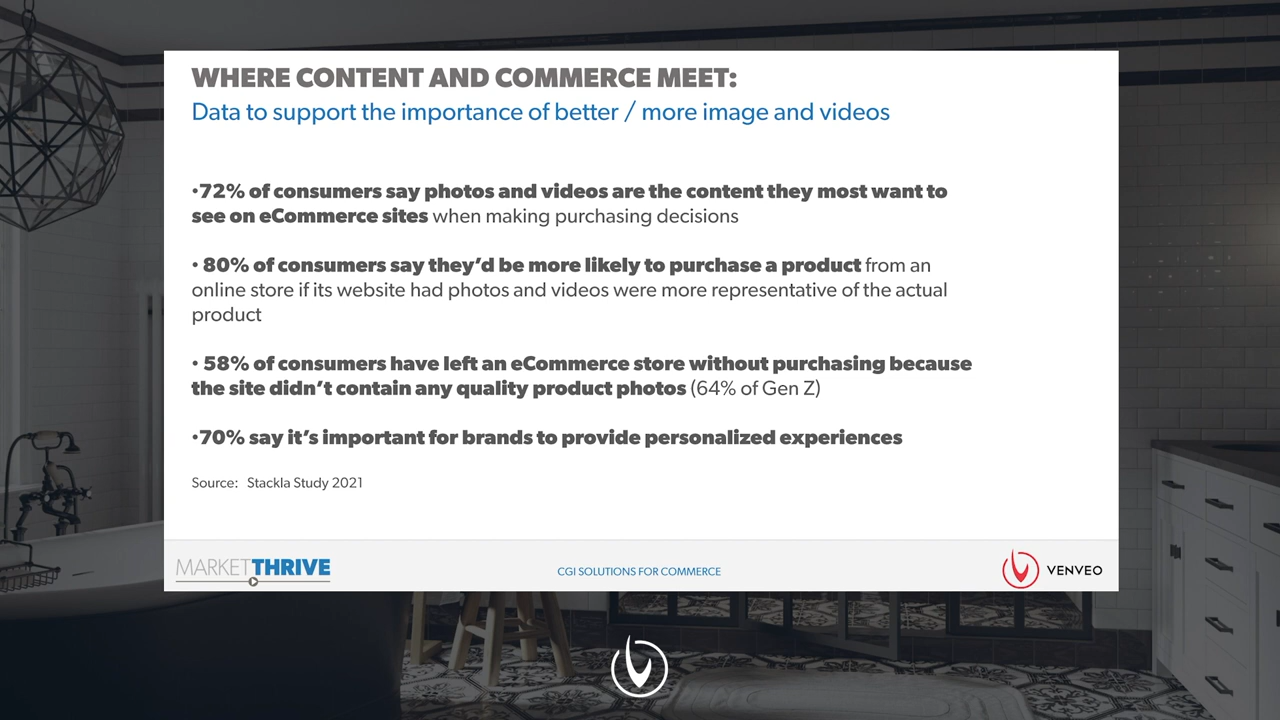 WHERE CONTENT AND COMMERCE MEET:
Data to support the importance of better / more image and videos
•72% of consumers say photos and videos are the content they most want to
see on eCommerce sites when making purchasing decisions
• 80% of consumers say they’d be more likely to purchase a product from an
online store if its website had photos and videos were more representative of the actual
product
• 58% of consumers have left an eCommerce store without purchasing because
the site didn’t contain any quality product photos (64% of Gen Z)
•70% say it’s important for brands to provide personalized experiences
Source: Stackla Study 2021
MARKETTHRIVE
CGI SOLUTIONS FOR COMMERCE
VENVEO